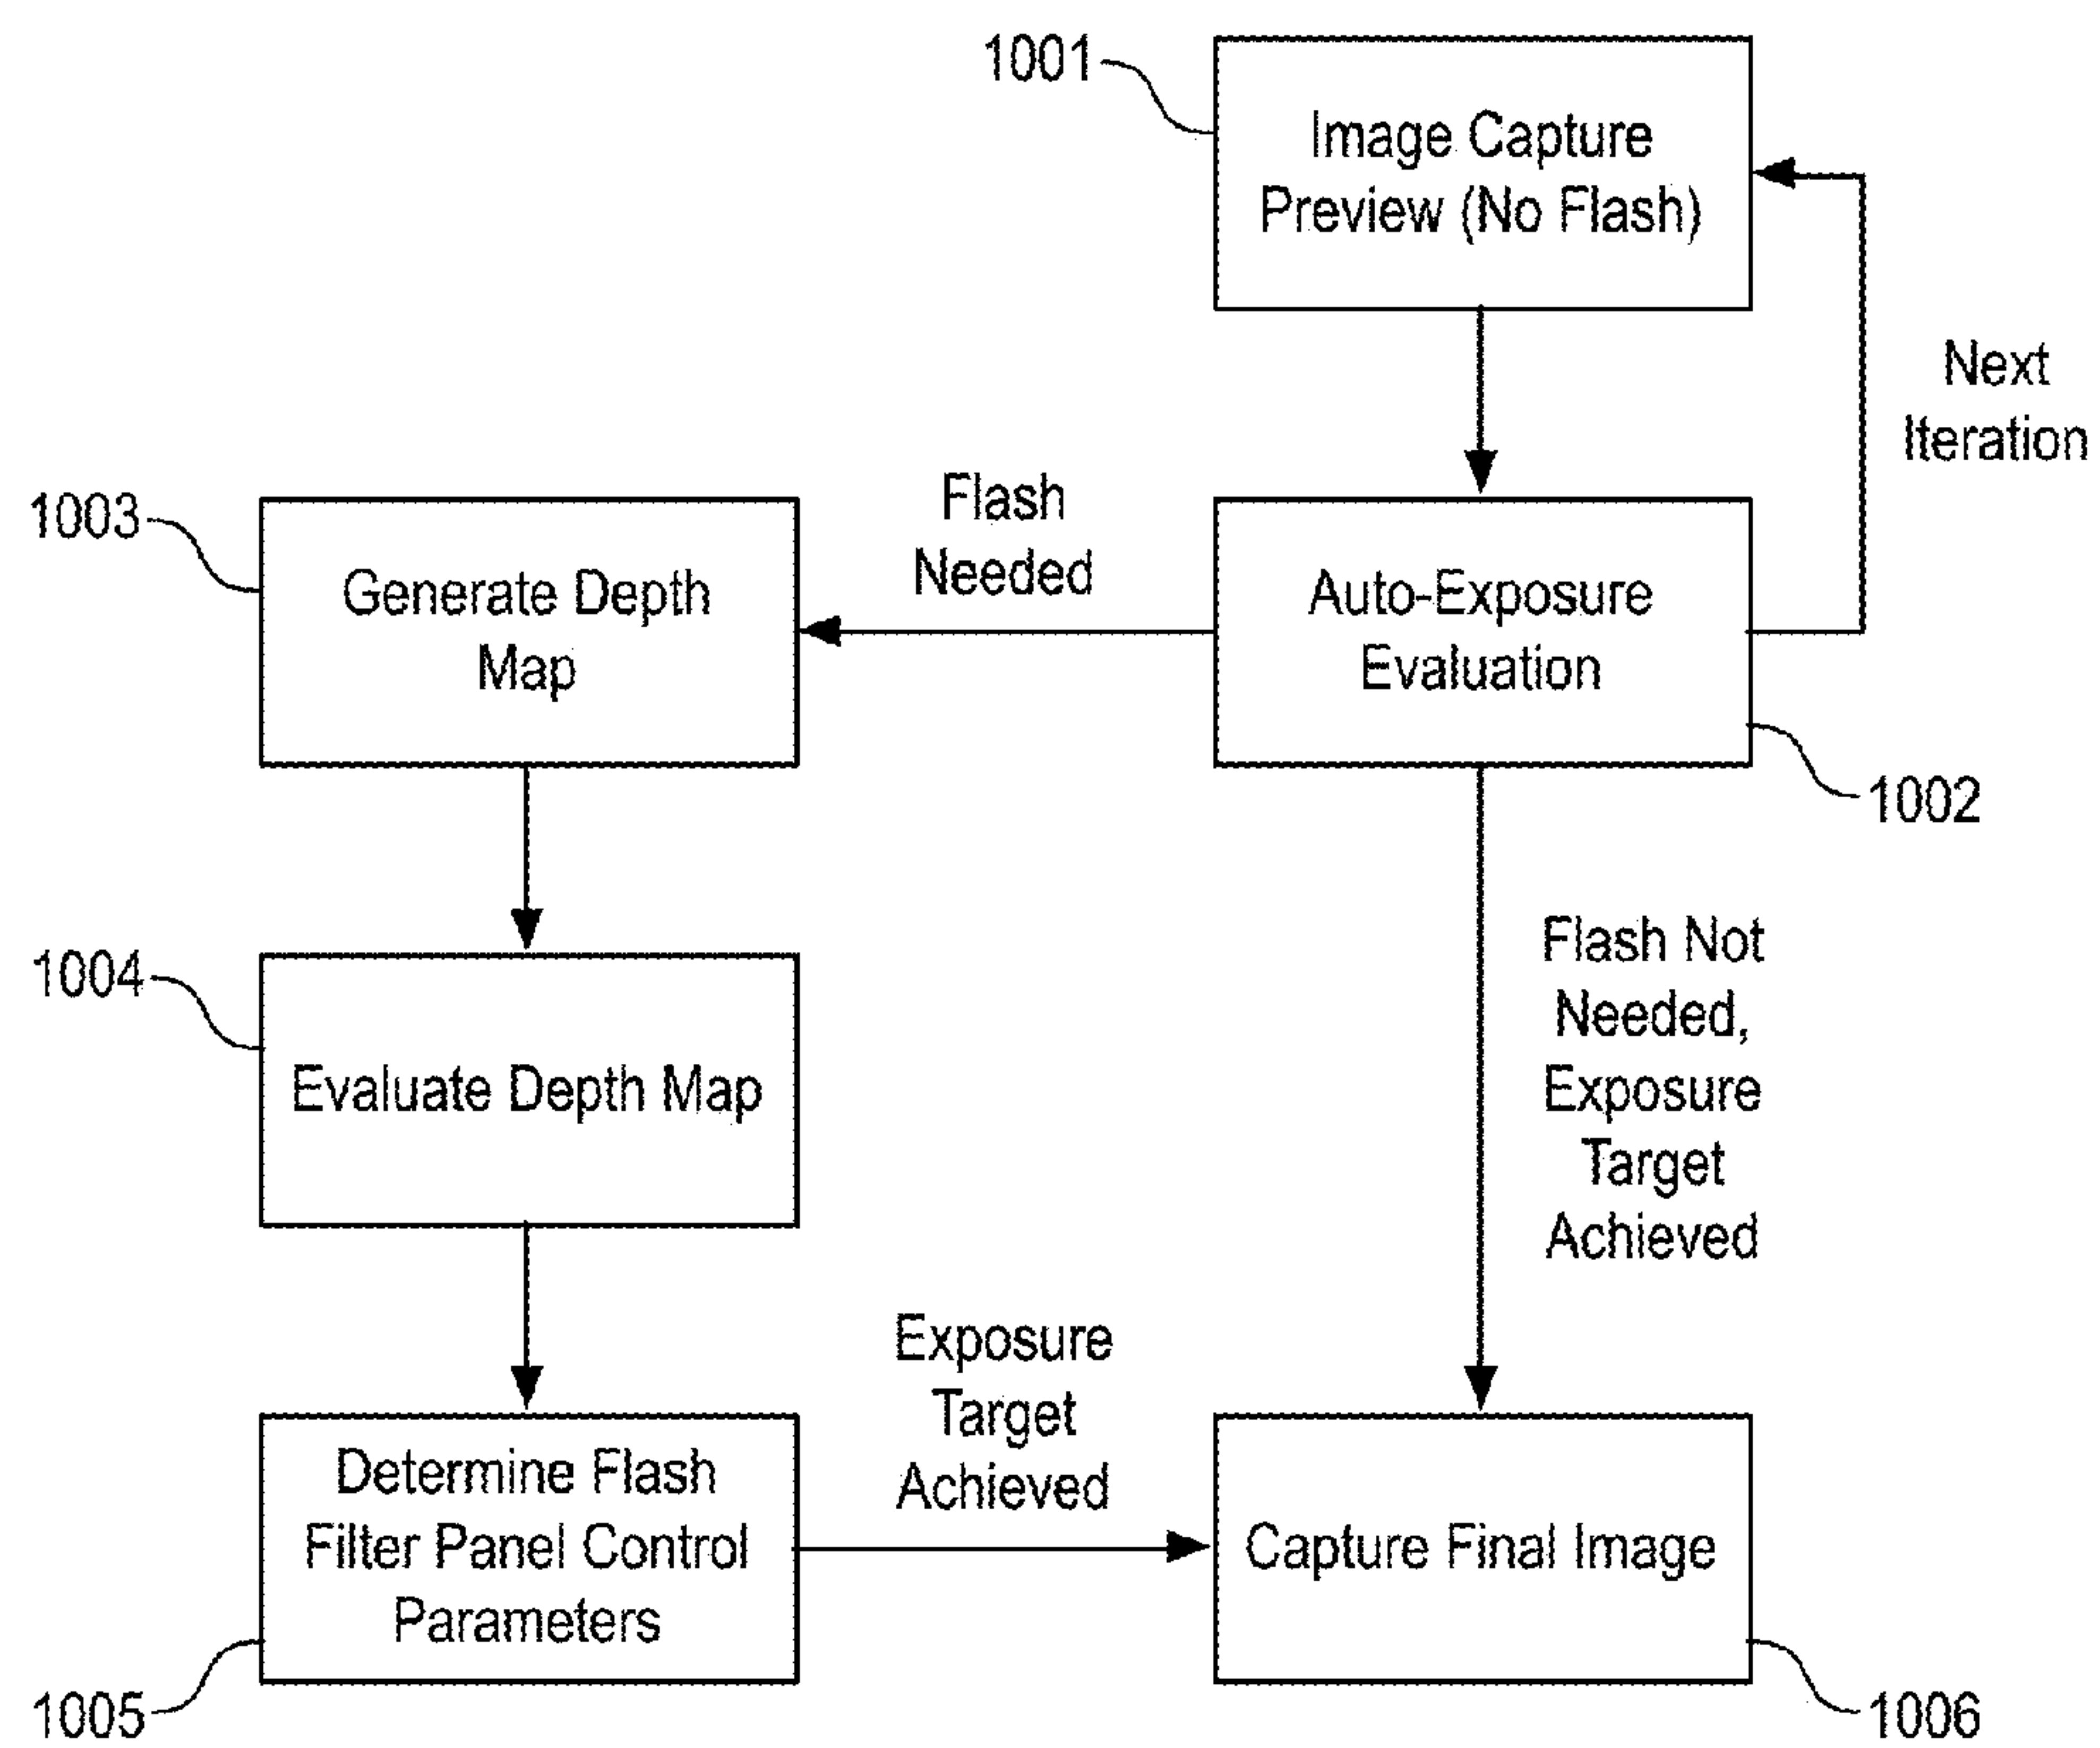 1001
Image Capture
Preview (No Flash)
Next
Iteration
1003
Generate Depth
Map
Flash
Needed
Auto-Exposure
Evaluation
1002
1004
Evaluate Depth Map
Flash Not
Needed,
Exposure
Target
Achieved
Determine Flash
Filter Panel Control
Parameters
1005
Exposure
Target
Achieved
Capture Final Image
1006